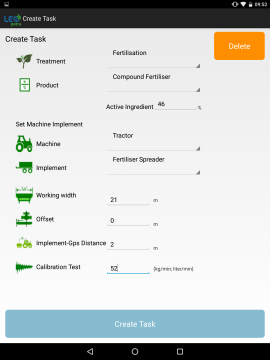 09:52
LEO
patra
Create Task
Create Task
Delete
Treatment
Fertilisation
Product
Compound Fertiliser
Active Ingredient 46 %
Set Machine Implement
Machine
Tractor
Implement
Fertiliser Spreader
Working width 21 m
Offset 0 m
Implement-Gps Distance 2 m
Calibration Test 52 (kg/min; liter/min)
Create Task